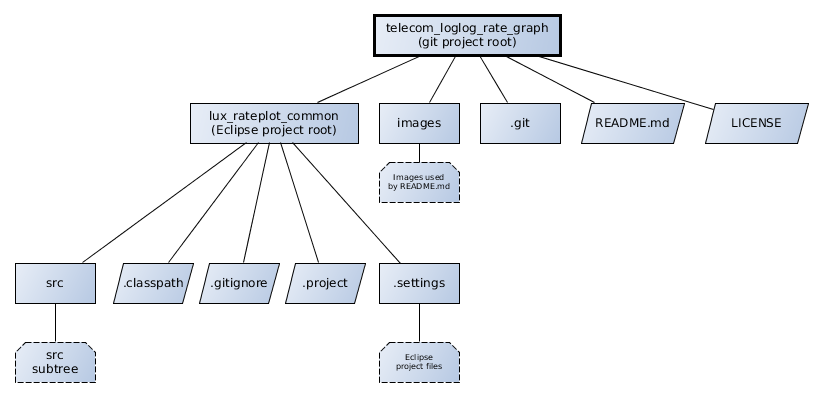 telecom_loglog_rate_graph
(git project root)
lux_rateplot_common
(Eclipse project root)
images
.git
README.md
LICENSE
Images used
by README.md
src
.classpath
.gitignore
.project
.settings
src
subtree
Eclipse
project files